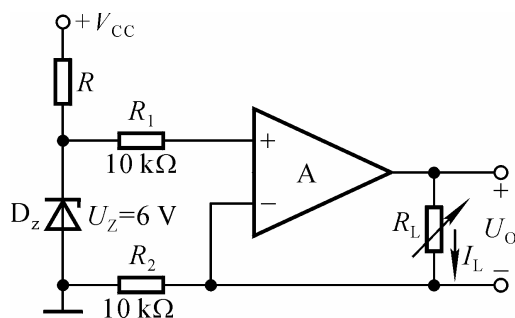 +V_CC
R
R_1
10 kΩ
+
A
−
D_z
U_Z=6 V
R_2
10 kΩ
R_L
I_L
+
U_O
−